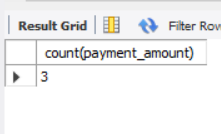 Result Grid Filter Row
count(payment_amount)
3